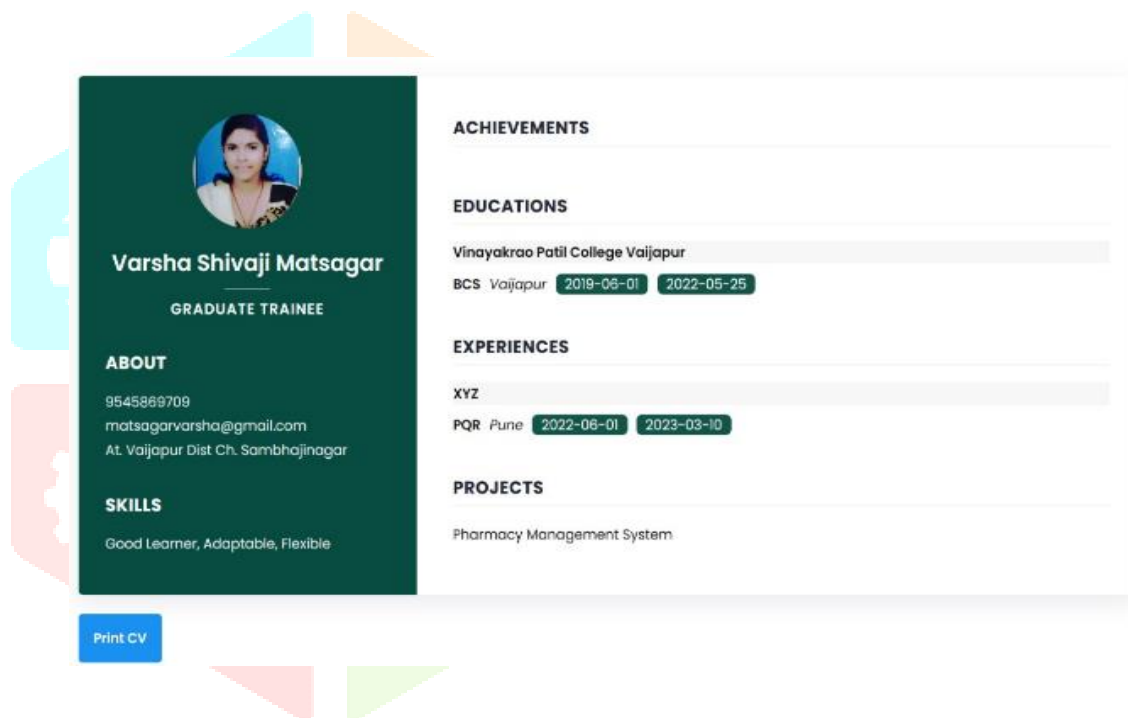 Varsha Shivaji Matsagar
GRADUATE TRAINEE
ABOUT
9545869709
matsagarvarsha@gmail.com
At. Vaijapur Dist Ch. Sambhajinagar
SKILLS
Good Learner, Adaptable, Flexible
ACHIEVEMENTS
EDUCATIONS
Vinayakrao Patil College Vaijapur
BCS Vaijapur 2019-06-01 2022-05-25
EXPERIENCES
XYZ
PQR Pune 2022-06-01 2023-03-10
PROJECTS
Pharmacy Management System
Print CV